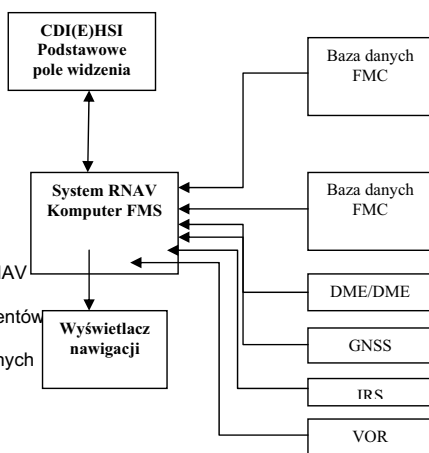 CDI(E)HSI
Podstawowe
pole widzenia
Baza danych
FMC
System RNAV
Komputer FMS
Baza danych
FMC
DME/DME
Wyświetlacz
nawigacji
GNSS
IRS
VOR